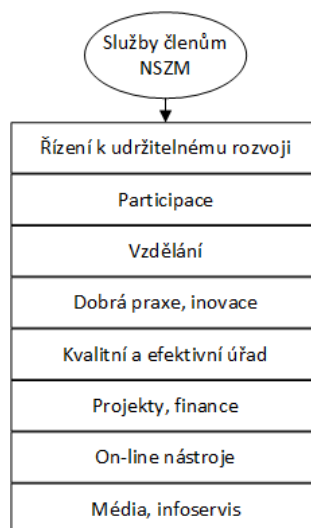 Služby členům
NSZM
Řízení k udržitelnému rozvoji
Participace
Vzdělání
Dobrá praxe, inovace
Kvalitní a efektivní úřad
Projekty, finance
On-line nástroje
Média, infoservis